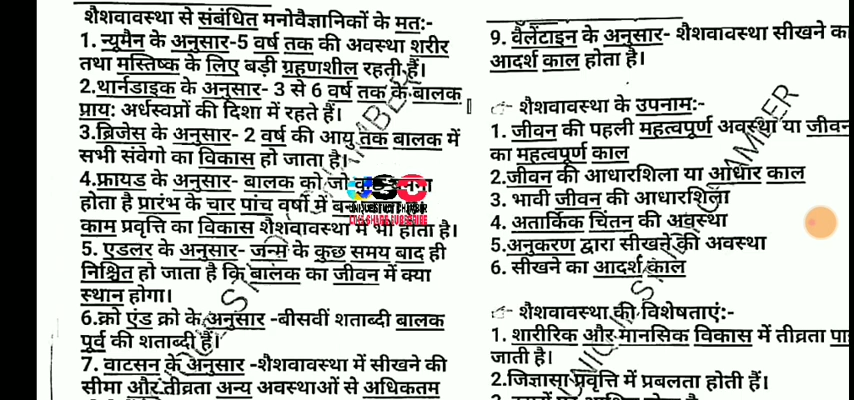 शैशवावस्था से संबंधित मनोवैज्ञानिकों के मत:-
1. न्यूमैन के अनुसार-5 वर्ष तक की अवस्था शरीर
तथा मस्तिष्क के लिए बड़ी ग्रहणशील रहती हैं।
2.थार्नडाइक के अनुसार- 3 से 6 वर्ष तक के बालक
प्राय: अर्धस्वप्नों की दिशा में रहते हैं।
3.ब्रिजेस के अनुसार- 2 वर्ष की आयु तक बालक में
सभी संवेगो का विकास हो जाता है।
4.फ्रायड के अनुसार- बालक को जो
होता है प्रारंभ के चार पांच वर्षो में
काम प्रवृत्ति का विकास शैशवावस्था में भी होता है।
5. एडलर के अनुसार- जन्म के कुछ समय बाद ही
निश्चित हो जाता है कि बालक का जीवन में क्या
स्थान होगा।
6.क्रो एंड क्रो के अनुसार -बीसवीं शताब्दी बालक
पूर्व की शताब्दी हैं।
7. वाटसन के अनुसार -शैशवावस्था में सीखने की
सीमा और तीव्रता अन्य अवस्थाओं से अधिकतम
9. वैलेंटाइन के अनुसार- शैशवावस्था सीखने का
आदर्श काल होता है।
शैशवावस्था के उपनाम:-
1. जीवन की पहली महत्वपूर्ण अवस्था या जीवन
का महत्वपूर्ण काल
2.जीवन की आधारशिला या आधार काल
3. भावी जीवन की आधारशिला
4. अतार्किक चिंतन की अवस्था
5.अनुकरण द्वारा सीखने की अवस्था
6. सीखने का आदर्श काल
शैशवावस्था की विशेषताएं:-
1. शारीरिक और मानसिक विकास में तीव्रता
जाती है।
2.जिज्ञासा प्रवृत्ति में प्रबलता होती हैं।